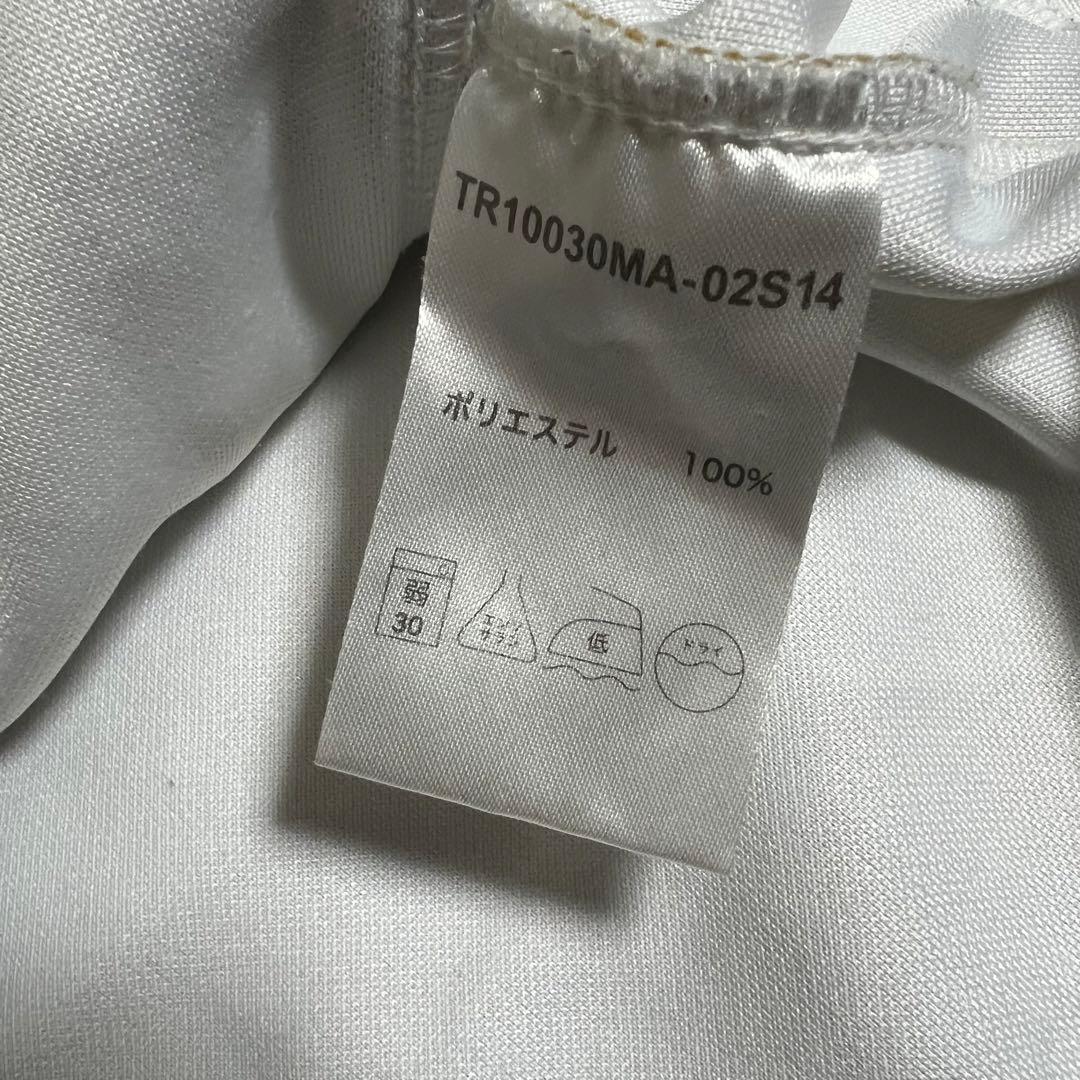 TR10030MA-02S14
ポリエステル 100%
弱 エンソ 低 ドライ
30 サラシ